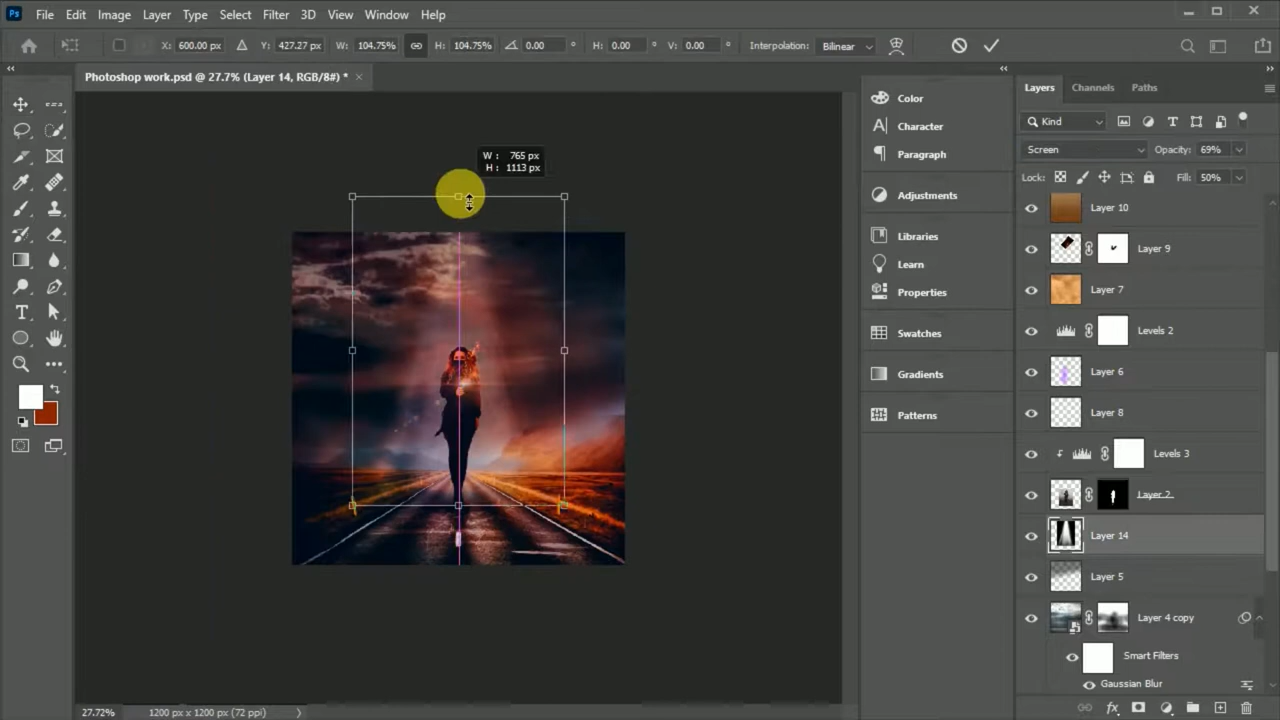 Ps File Edit Image Layer Type Select Filter 3D View Window Help
X: 600.00 px Y: 427.27 px W: 104.75% H: 104.75% 0.00 ° H: 0.00 ° V: 0.00 ° Interpolation: Bilinear
Photoshop work.psd @ 27.7% (Layer 14, RGB/8#) * ×
W : 765 px
H : 1113 px
Color
Character
Paragraph
Adjustments
Libraries
Learn
Properties
Swatches
Gradients
Patterns
Layers Channels Paths
Kind
Screen Opacity: 69%
Lock: Fill: 50%
Layer 10
Layer 9
Layer 7
Levels 2
Layer 6
Layer 8
Levels 3
Layer 2
Layer 14
Layer 5
Layer 4 copy
Smart Filters
Gaussian Blur
27.72% 1200 px x 1200 px (72 ppi)